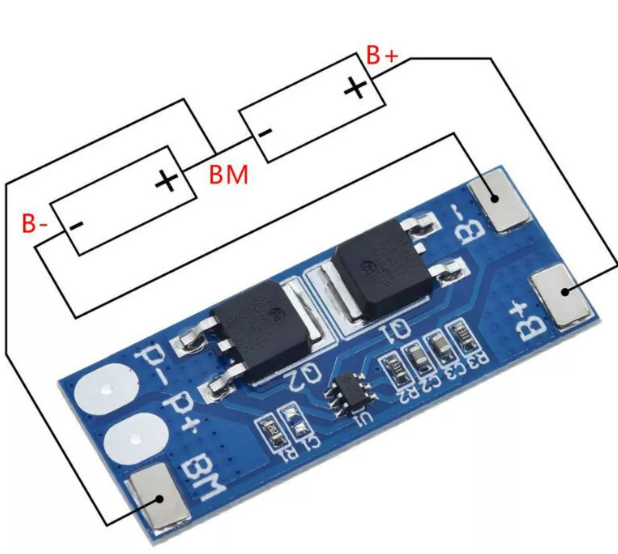 B+
BM
B-
B-
B+
P-
P+
BM
Q1
Q2
R3
C3
C2
R2
U1
C1
R1